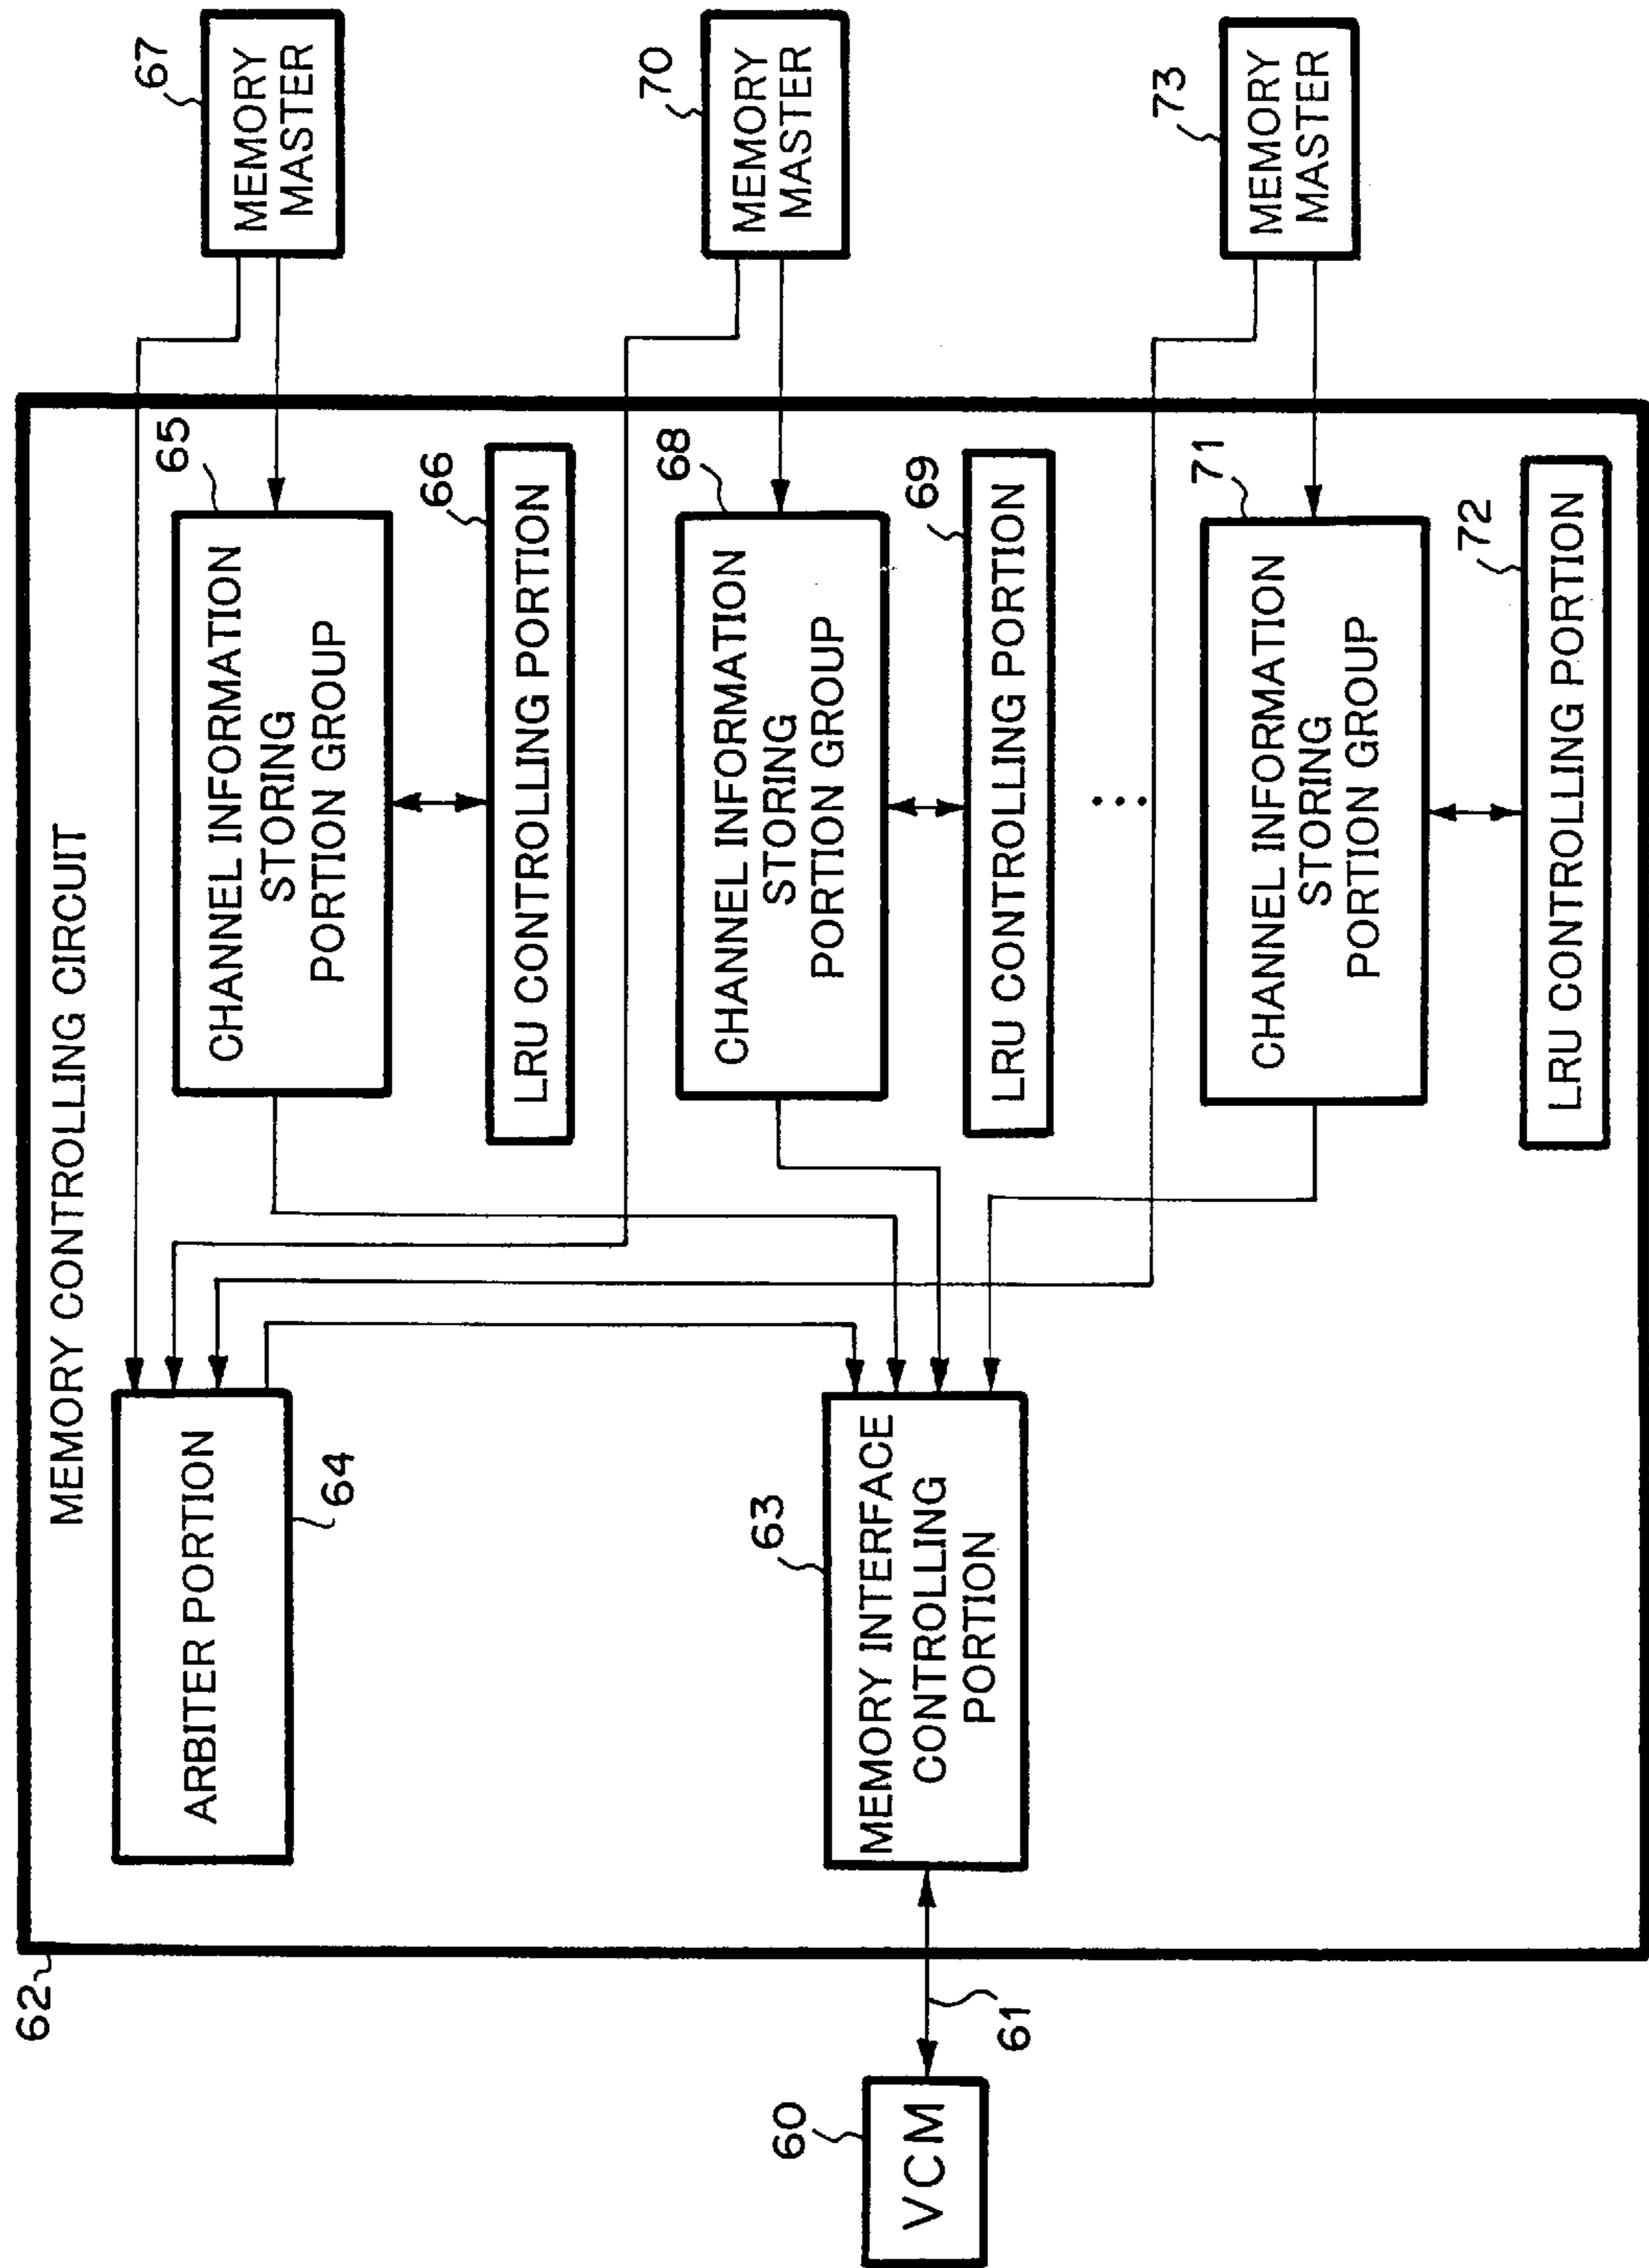 MEMORY CONTROLLING CIRCUIT
62
ARBITER PORTION
64
CHANNEL INFORMATION
STORING
PORTION GROUP
65
LRU CONTROLLING PORTION
66
MEMORY
MASTER
67
VCM
60
61
MEMORY INTERFACE
CONTROLLING
PORTION
63
CHANNEL INFORMATION
STORING
PORTION GROUP
68
LRU CONTROLLING PORTION
69
MEMORY
MASTER
70
...
CHANNEL INFORMATION
STORING
PORTION GROUP
71
LRU CONTROLLING PORTION
72
MEMORY
MASTER
73